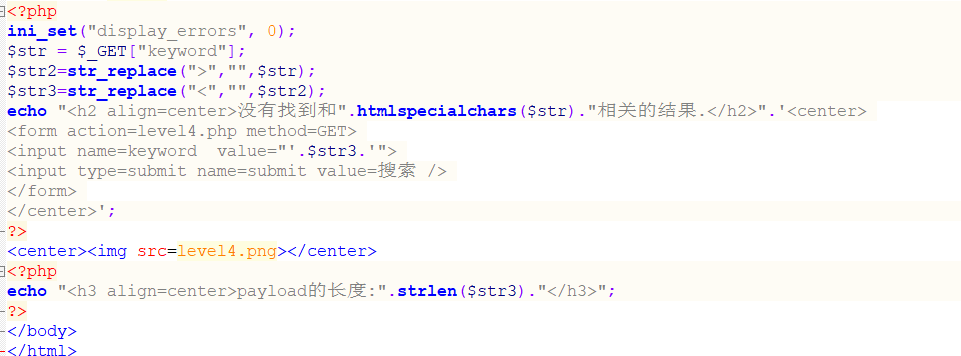 <?php
ini_set("display_errors", 0);
$str = $_GET["keyword"];
$str2=str_replace(">","",$str);
$str3=str_replace("<","",$str2);
echo "<h2 align=center>没有找到和".htmlspecialchars($str)."相关的结果.</h2>".'<center>
<form action=level4.php method=GET>
<input name=keyword  value="'.$str3.'">
<input type=submit name=submit value=搜索 />
</form>
</center>';
?>
<center><img src=level4.png></center>
<?php
echo "<h3 align=center>payload的长度:".strlen($str3)."</h3>";
?>
</body>
</html>